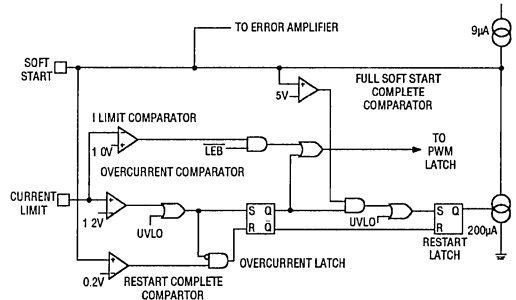 TO ERROR AMPLIFIER
9µA
SOFT
START
5V
FULL SOFT START
COMPLETE
COMPARATOR
I LIMIT COMPARATOR
1 0V
LEB
TO
PWM
LATCH
OVERCURRENT COMPARATOR
CURRENT
LIMIT
1 2V
UVLO
S Q
R Q̅
UVLO
S Q
R
200µA
RESTART
LATCH
OVERCURRENT LATCH
0.2V
RESTART COMPLETE
COMPARTOR